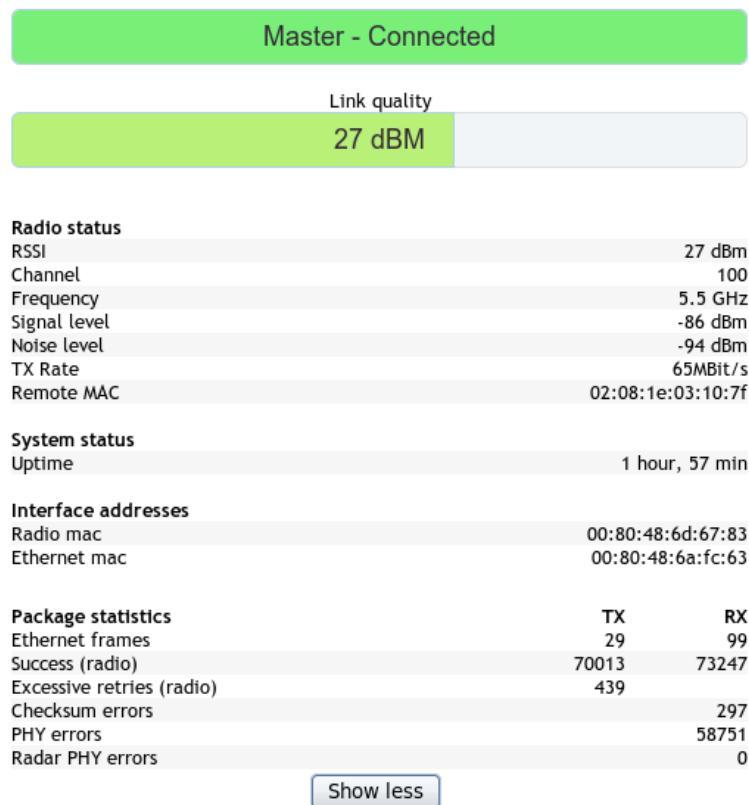 Master - Connected
Link quality
27 dBM
Radio status
RSSI 27 dBm
Channel 100
Frequency 5.5 GHz
Signal level -86 dBm
Noise level -94 dBm
TX Rate 65MBit/s
Remote MAC 02:08:1e:03:10:7f
System status
Uptime 1 hour, 57 min
Interface addresses
Radio mac 00:80:48:6d:67:83
Ethernet mac 00:80:48:6a:fc:63
Package statistics TX RX
Ethernet frames 29 99
Success (radio) 70013 73247
Excessive retries (radio) 439
Checksum errors 297
PHY errors 58751
Radar PHY errors 0
Show less